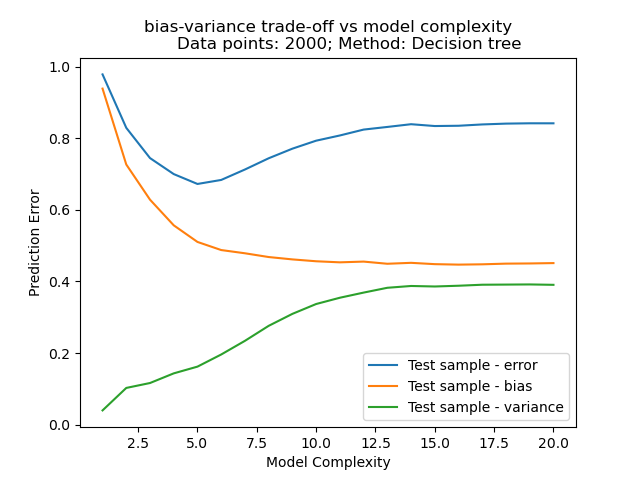 bias-variance trade-off vs model complexity
Data points: 2000; Method: Decision tree
1.0
0.8
0.6
0.4
0.2
0.0
Prediction Error
Test sample - error
Test sample - bias
Test sample - variance
2.5 5.0 7.5 10.0 12.5 15.0 17.5 20.0
Model Complexity